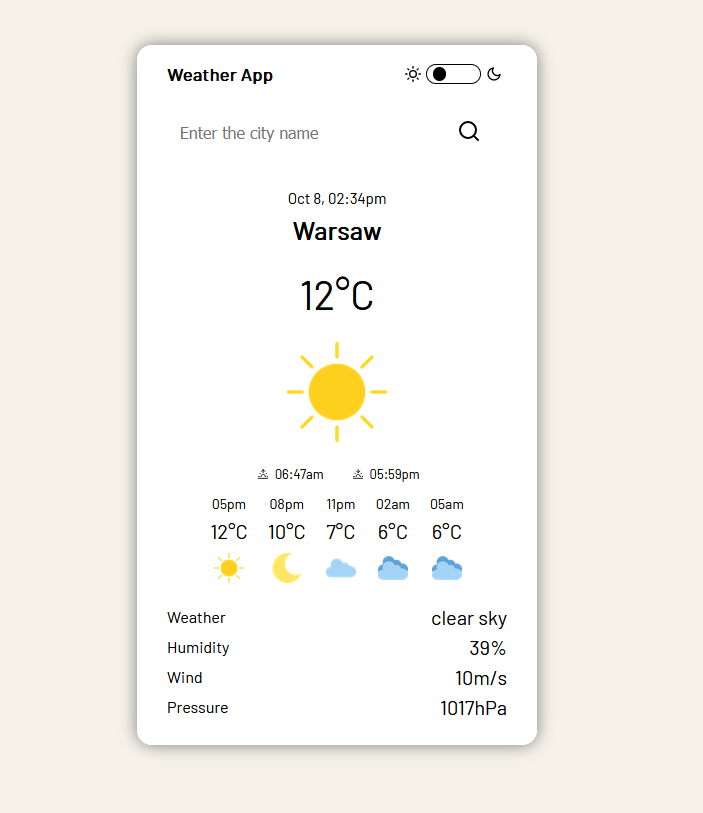 Weather App
Enter the city name
Oct 8, 02:34pm
Warsaw
12°C
06:47am 05:59pm
05pm 08pm 11pm 02am 05am
12°C 10°C 7°C 6°C 6°C
Weather clear sky
Humidity 39%
Wind 10m/s
Pressure 1017hPa